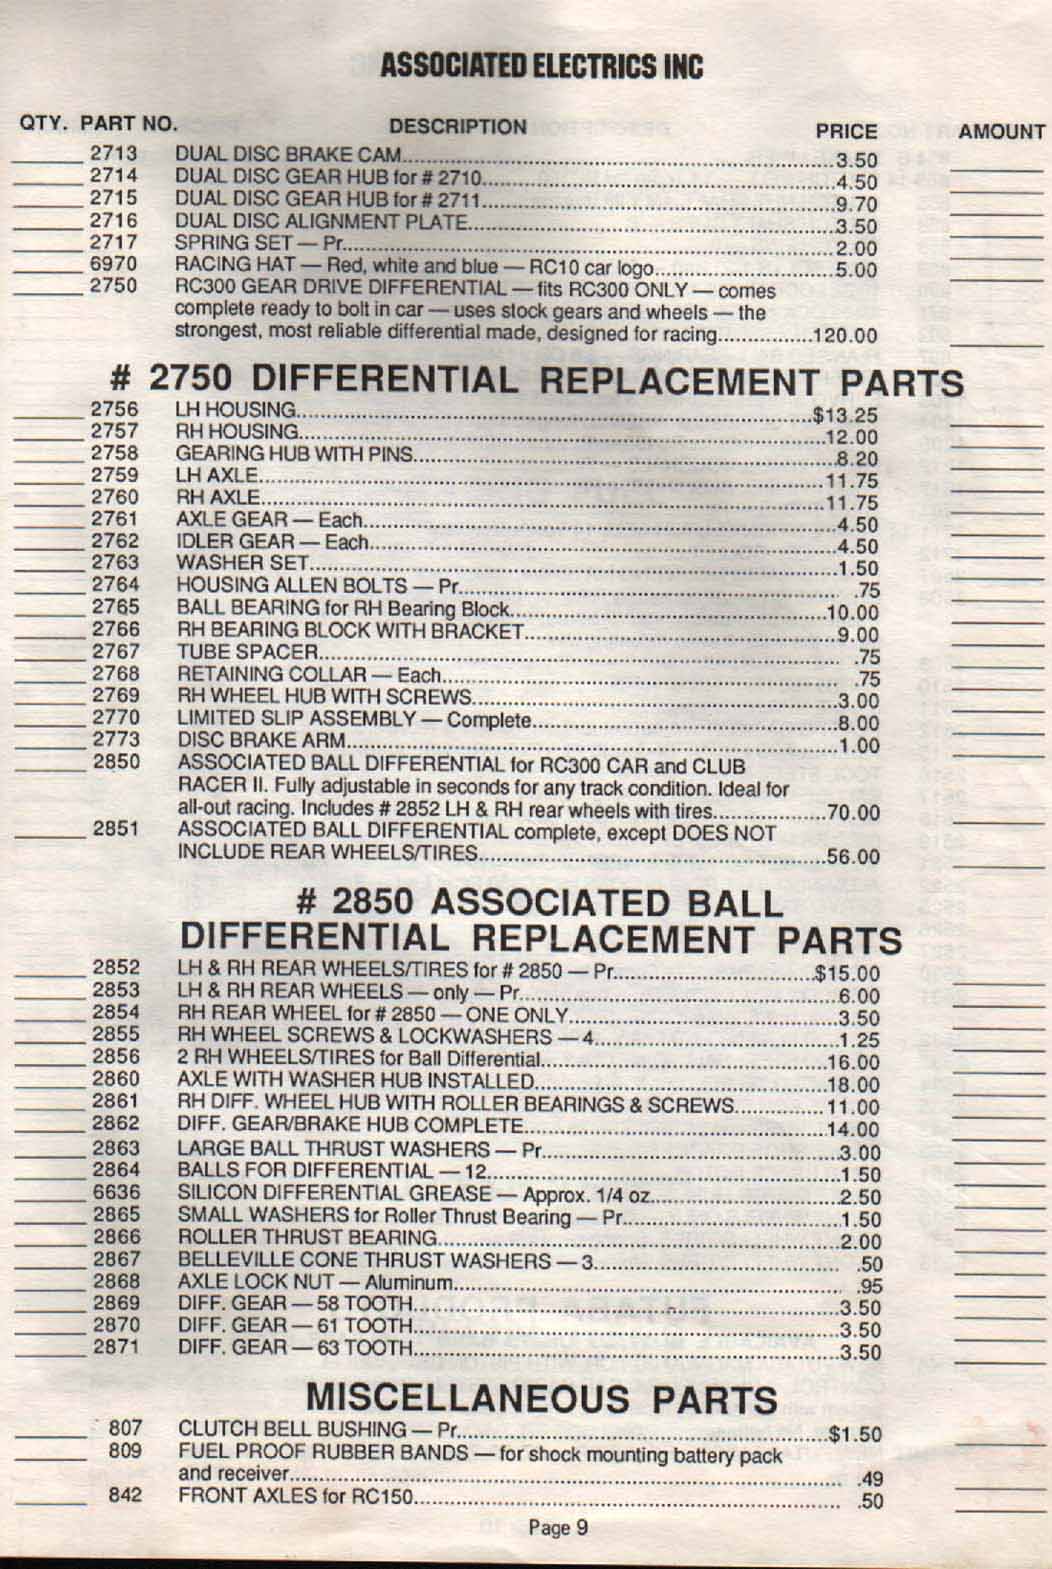 ASSOCIATED ELECTRICS INC
QTY. PART NO. DESCRIPTION PRICE AMOUNT
2713 DUAL DISC BRAKE CAM 3.50
2714 DUAL DISC GEAR HUB for # 2710 4.50
2715 DUAL DISC GEAR HUB for # 2711 9.70
2716 DUAL DISC ALIGNMENT PLATE 3.50
2717 SPRING SET — Pr 2.00
6970 RACING HAT — Red, white and blue — RC10 car logo 5.00
2750 RC300 GEAR DRIVE DIFFERENTIAL — fits RC300 ONLY — comes
complete ready to bolt in car — uses stock gears and wheels — the
strongest, most reliable differential made, designed for racing 120.00
# 2750 DIFFERENTIAL REPLACEMENT PARTS
2756 LH HOUSING $13.25
2757 RH HOUSING 12.00
2758 GEARING HUB WITH PINS 8.20
2759 LH AXLE 11.75
2760 RH AXLE 11.75
2761 AXLE GEAR — Each 4.50
2762 IDLER GEAR — Each 4.50
2763 WASHER SET 1.50
2764 HOUSING ALLEN BOLTS — Pr .75
2765 BALL BEARING for RH Bearing Block 10.00
2766 RH BEARING BLOCK WITH BRACKET 9.00
2767 TUBE SPACER .75
2768 RETAINING COLLAR — Each .75
2769 RH WHEEL HUB WITH SCREWS 3.00
2770 LIMITED SLIP ASSEMBLY — Complete 8.00
2773 DISC BRAKE ARM 1.00
2850 ASSOCIATED BALL DIFFERENTIAL for RC300 CAR and CLUB
RACER II. Fully adjustable in seconds for any track condition. Ideal for
all-out racing. Includes # 2852 LH & RH rear wheels with tires 70.00
2851 ASSOCIATED BALL DIFFERENTIAL complete, except DOES NOT
INCLUDE REAR WHEELS/TIRES 56.00
# 2850 ASSOCIATED BALL
DIFFERENTIAL REPLACEMENT PARTS
2852 LH & RH REAR WHEELS/TIRES for # 2850 — Pr $15.00
2853 LH & RH REAR WHEELS — only — Pr 6.00
2854 RH REAR WHEEL for # 2850 — ONE ONLY 3.50
2855 RH WHEEL SCREWS & LOCKWASHERS — 4 1.25
2856 2 RH WHEELS/TIRES for Ball Differential 16.00
2860 AXLE WITH WASHER HUB INSTALLED 18.00
2861 RH DIFF. WHEEL HUB WITH ROLLER BEARINGS & SCREWS 11.00
2862 DIFF. GEAR/BRAKE HUB COMPLETE 14.00
2863 LARGE BALL THRUST WASHERS — Pr 3.00
2864 BALLS FOR DIFFERENTIAL — 12 1.50
6636 SILICON DIFFERENTIAL GREASE — Approx. 1/4 oz 2.50
2865 SMALL WASHERS for Roller Thrust Bearing — Pr 1.50
2866 ROLLER THRUST BEARING 2.00
2867 BELLEVILLE CONE THRUST WASHERS — 3 .50
2868 AXLE LOCK NUT — Aluminum .95
2869 DIFF. GEAR — 58 TOOTH 3.50
2870 DIFF. GEAR — 61 TOOTH 3.50
2871 DIFF. GEAR — 63 TOOTH 3.50
MISCELLANEOUS PARTS
807 CLUTCH BELL BUSHING — Pr $1.50
809 FUEL PROOF RUBBER BANDS — for shock mounting battery pack
and receiver .49
842 FRONT AXLES for RC150 .50
Page 9